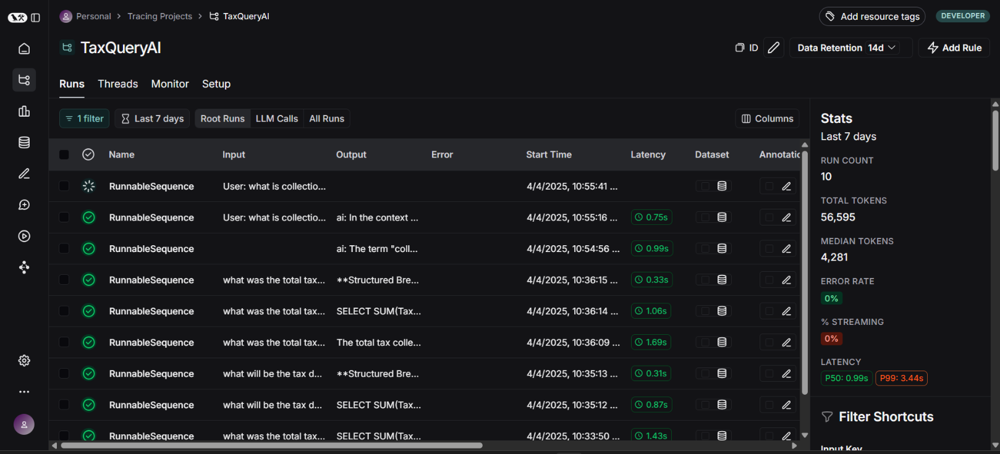 Personal > Tracing Projects > TaxQueryAI
Add resource tags
DEVELOPER
TaxQueryAI
ID
Data Retention 14d
Add Rule
Runs Threads Monitor Setup
1 filter
Last 7 days
Root Runs LLM Calls All Runs
Columns
Name Input Output Error Start Time Latency Dataset Annotatio
RunnableSequence User: what is collectio... 4/4/2025, 10:55:41 ...
RunnableSequence User: what is collectio... ai: In the context ... 4/4/2025, 10:55:16 ... 0.75s
RunnableSequence ai: The term "coll... 4/4/2025, 10:54:56 ... 0.99s
RunnableSequence what was the total tax... **Structured Bre... 4/4/2025, 10:36:15 ... 0.33s
RunnableSequence what was the total tax... SELECT SUM(Tax... 4/4/2025, 10:36:14 ... 1.06s
RunnableSequence what was the total tax... The total tax colle... 4/4/2025, 10:36:09 ... 1.69s
RunnableSequence what will be the tax d... **Structured Bre... 4/4/2025, 10:35:13 ... 0.31s
RunnableSequence what will be the tax d... SELECT SUM(Tax... 4/4/2025, 10:35:12 ... 0.87s
RunnableSequence what was the total tax... SELECT SUM(Tax... 4/4/2025, 10:33:50 ... 1.43s
Stats
Last 7 days
RUN COUNT
10
TOTAL TOKENS
56,595
MEDIAN TOKENS
4,281
ERROR RATE
0%
% STREAMING
0%
LATENCY
P50: 0.99s P99: 3.44s
Filter Shortcuts
Input Key